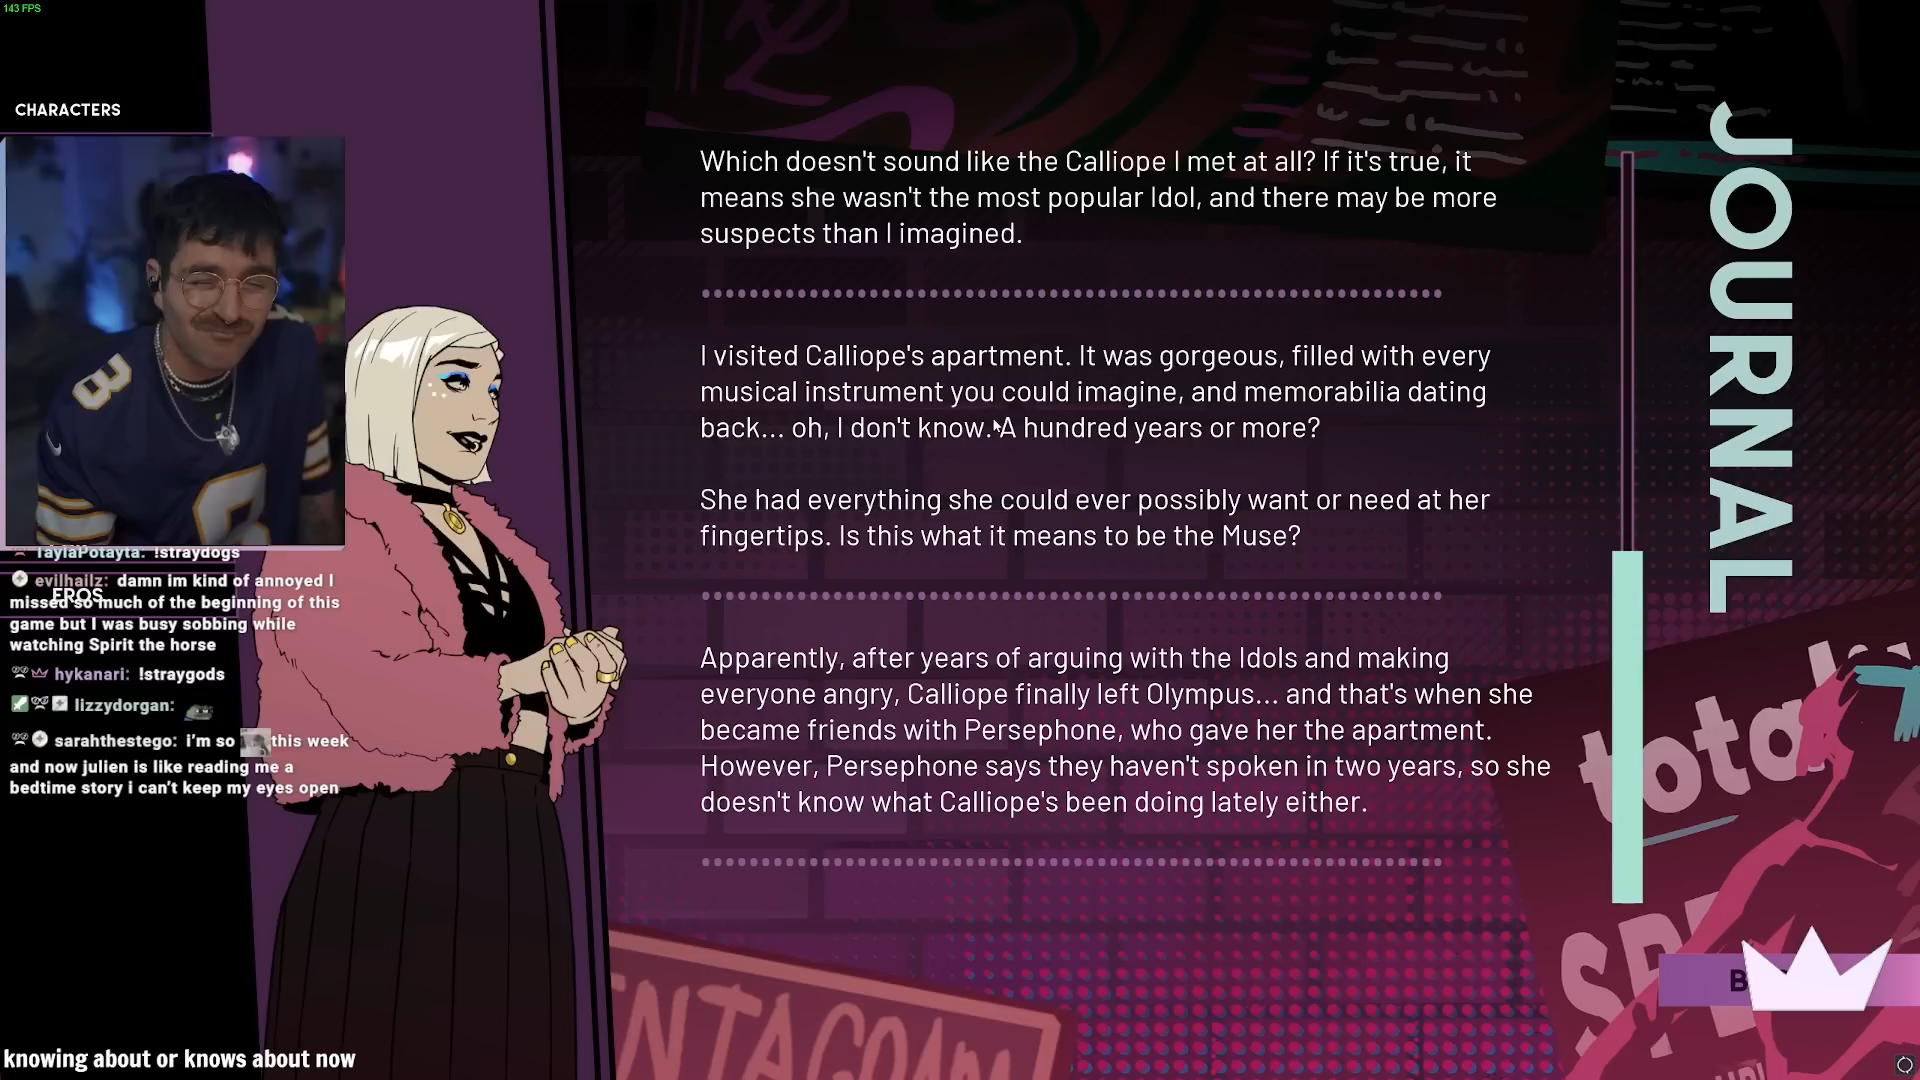 143 FPS
CHARACTERS
JOURNAL
Which doesn't sound like the Calliope I met at all? If it's true, it
means she wasn't the most popular Idol, and there may be more
suspects than I imagined.
I visited Calliope's apartment. It was gorgeous, filled with every
musical instrument you could imagine, and memorabilia dating
back... oh, I don't know. A hundred years or more?
She had everything she could ever possibly want or need at her
fingertips. Is this what it means to be the Muse?
Apparently, after years of arguing with the Idols and making
everyone angry, Calliope finally left Olympus... and that's when she
became friends with Persephone, who gave her the apartment.
However, Persephone says they haven't spoken in two years, so she
doesn't know what Calliope's been doing lately either.
TaylaPotayta: !straydogs
evilhailz: damn im kind of annoyed I
EROS
missed so much of the beginning of this
game but I was busy sobbing while
watching Spirit the horse
hykanari: !straygods
lizzydorgan:
sarahthestego: i'm so this week
and now julien is like reading me a
bedtime story i can't keep my eyes open
knowing about or knows about now